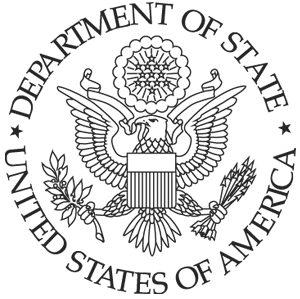 DEPARTMENT OF STATE
UNITED STATES OF AMERICA